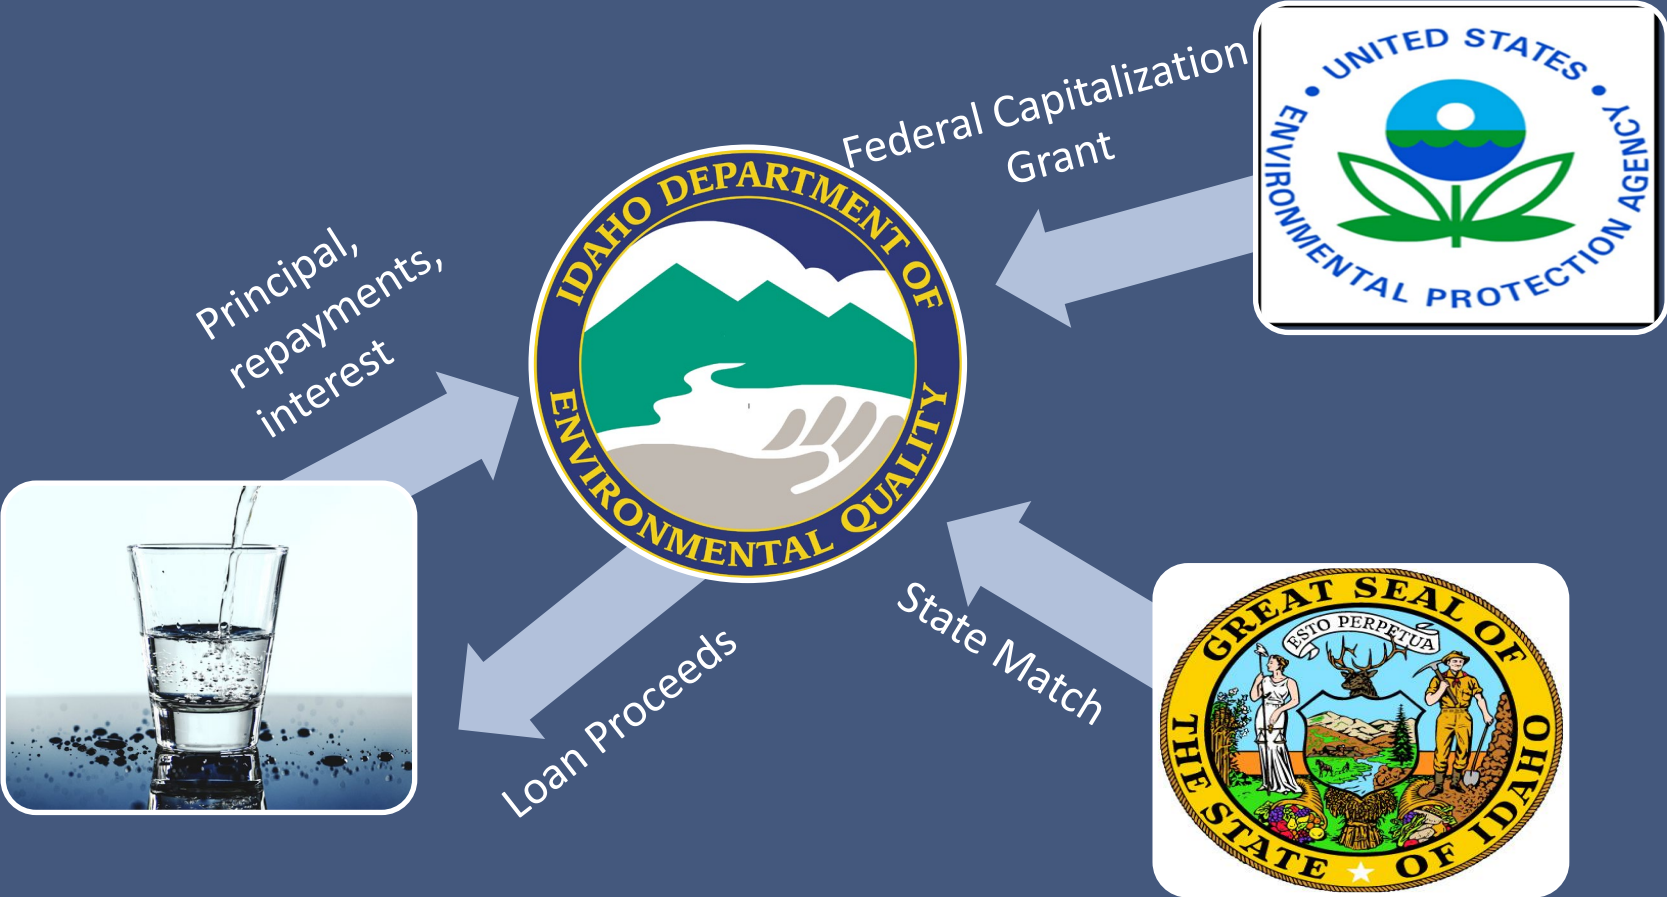 Federal Capitalization
Grant
UNITED STATES
ENVIRONMENTAL PROTECTION AGENCY
IDAHO DEPARTMENT OF
ENVIRONMENTAL QUALITY
Principal,
repayments,
interest
Loan Proceeds
State Match
GREAT SEAL OF
THE STATE OF IDAHO
ESTO PERPETUA